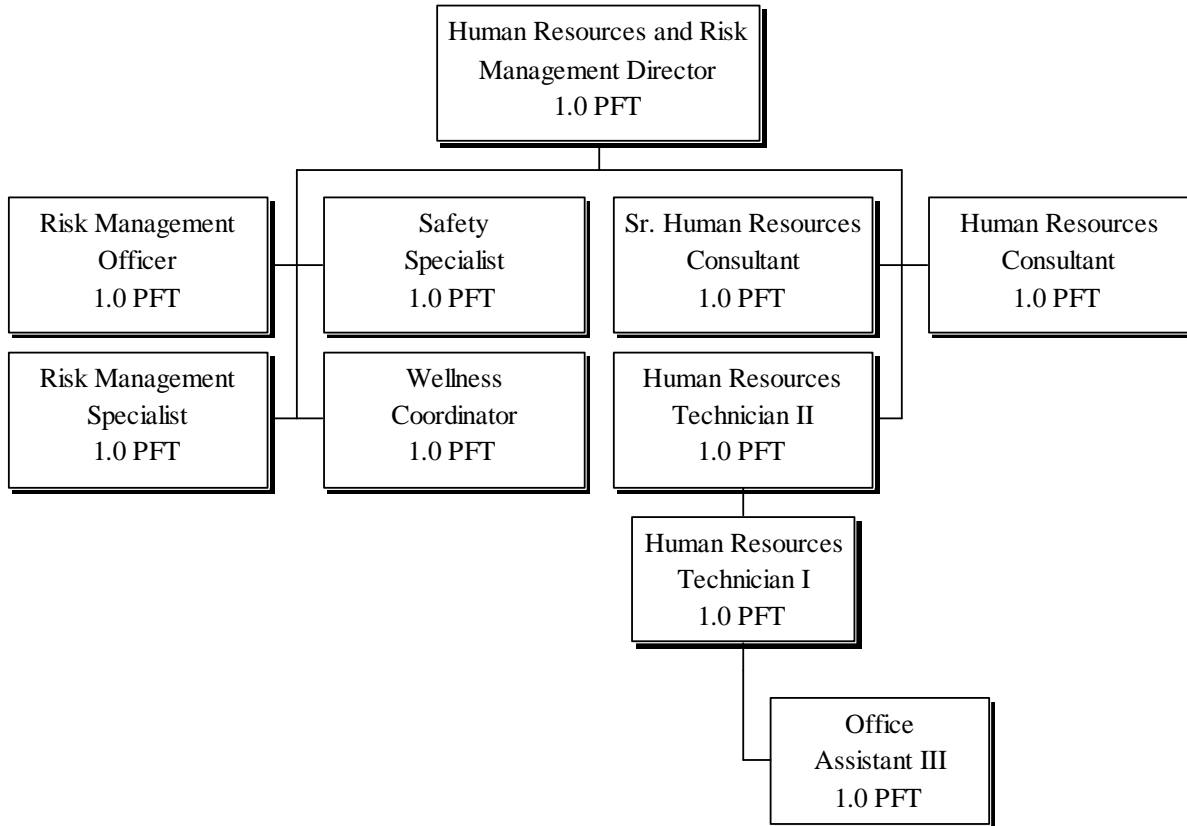 Human Resources and Risk
Management Director
1.0 PFT
Risk Management
Officer
1.0 PFT
Safety
Specialist
1.0 PFT
Sr. Human Resources
Consultant
1.0 PFT
Human Resources
Consultant
1.0 PFT
Risk Management
Specialist
1.0 PFT
Wellness
Coordinator
1.0 PFT
Human Resources
Technician II
1.0 PFT
Human Resources
Technician I
1.0 PFT
Office
Assistant III
1.0 PFT